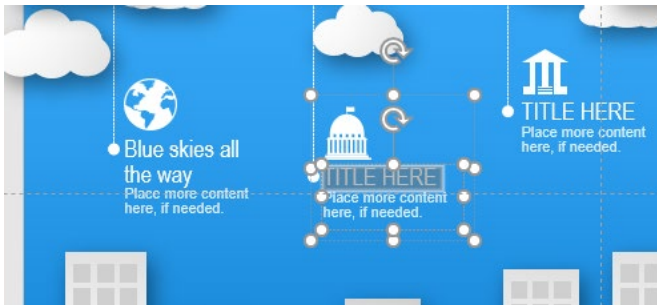 Blue skies all
the way
Place more content
here, if needed.
TITLE HERE
Place more content
here, if needed.
TITLE HERE
Place more content
here, if needed.